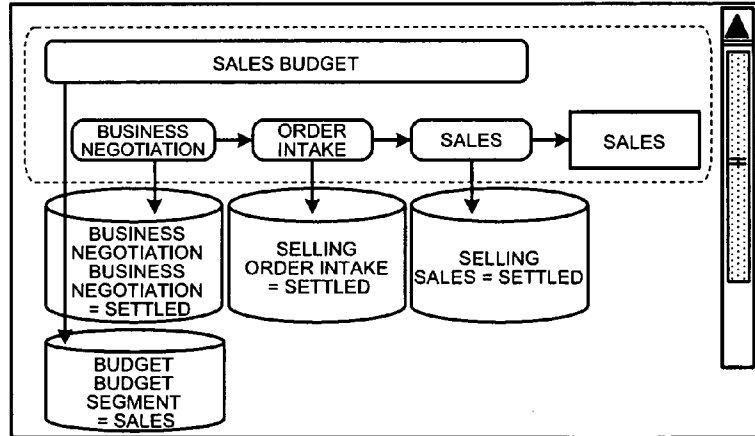 SALES BUDGET
BUSINESS
NEGOTIATION
ORDER
INTAKE
SALES
SALES
BUSINESS
NEGOTIATION
BUSINESS
NEGOTIATION
= SETTLED
SELLING
ORDER INTAKE
= SETTLED
SELLING
SALES = SETTLED
BUDGET
BUDGET
SEGMENT
= SALES